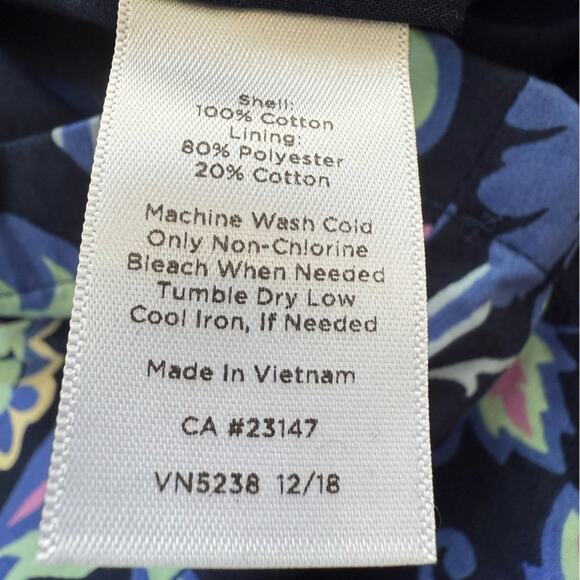 Shell:
100% Cotton
Lining:
80% Polyester
20% Cotton
Machine Wash Cold
Only Non-Chlorine
Bleach When Needed
Tumble Dry Low
Cool Iron, If Needed
Made In Vietnam
CA #23147
VN5238 12/18